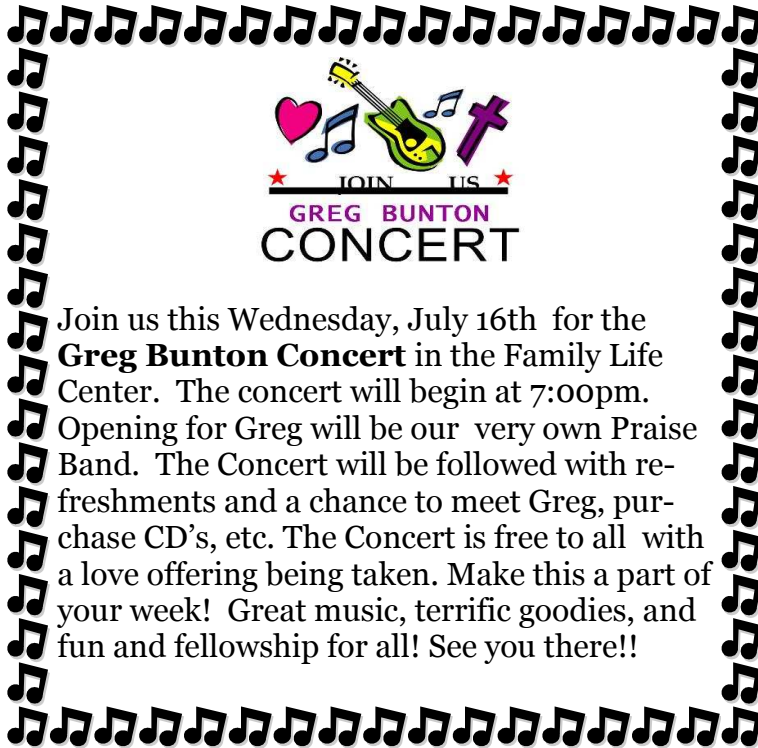 JOIN US
GREG BUNTON
CONCERT
Join us this Wednesday, July 16th  for the
Greg Bunton Concert in the Family Life
Center.  The concert will begin at 7:00pm.
Opening for Greg will be our  very own Praise
Band.  The Concert will be followed with re-
freshments and a chance to meet Greg, pur-
chase CD’s, etc. The Concert is free to all  with
a love offering being taken. Make this a part of
your week!  Great music, terrific goodies, and
fun and fellowship for all! See you there!!